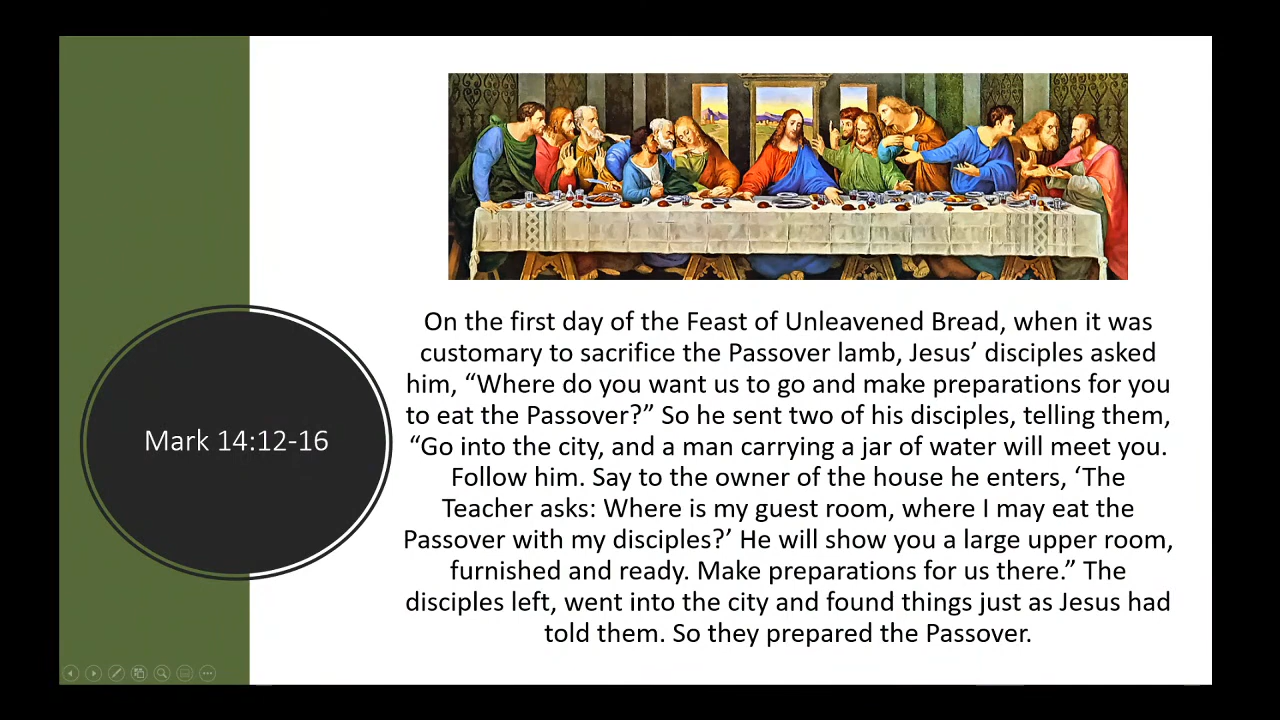 Mark 14:12-16
On the first day of the Feast of Unleavened Bread, when it was
customary to sacrifice the Passover lamb, Jesus’ disciples asked
him, “Where do you want us to go and make preparations for you
to eat the Passover?” So he sent two of his disciples, telling them,
“Go into the city, and a man carrying a jar of water will meet you.
Follow him. Say to the owner of the house he enters, ‘The
Teacher asks: Where is my guest room, where I may eat the
Passover with my disciples?’ He will show you a large upper room,
furnished and ready. Make preparations for us there.” The
disciples left, went into the city and found things just as Jesus had
told them. So they prepared the Passover.